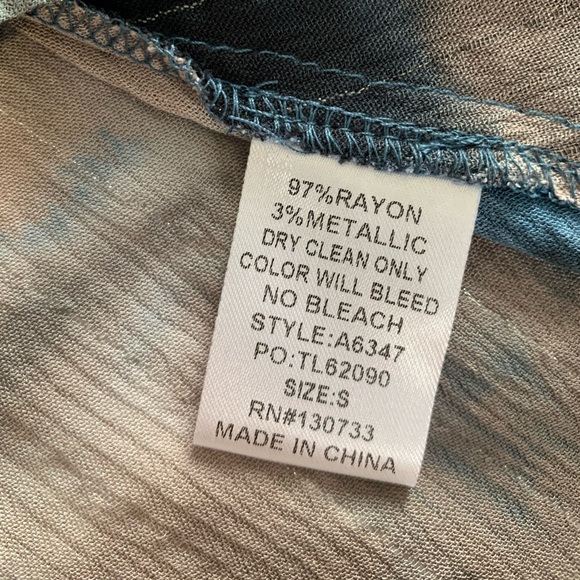 97%RAYON
3%METALLIC
DRY CLEAN ONLY
COLOR WILL BLEED
NO BLEACH
STYLE:A6347
PO:TL62090
SIZE:S
RN#130733
MADE IN CHINA